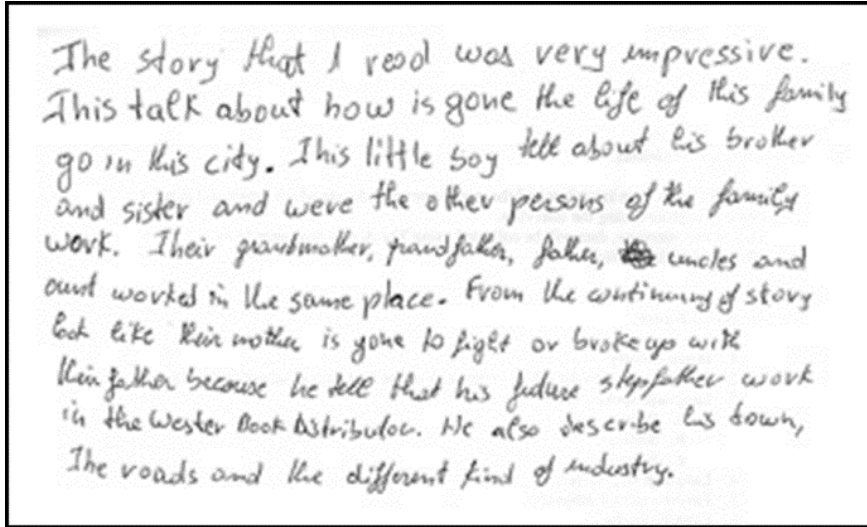 The story that I read was very impressive.
This talk about how is gone the life of this family
go in this city. This little boy tell about his brother
and sister and were the other persons of the family
work. Their grandmother, grandfather, father, uncles and
aunt worked in the same place. From the continuing of story
look like their mother is gone to fight or broke up with
their father because he tell that his future stepfather work
in the Wester Book Distributor. He also describe his town,
The roads and the different kind of industry.